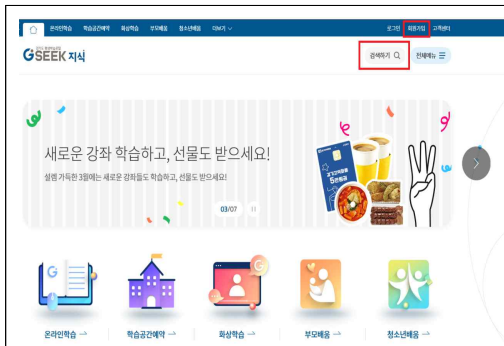 온라인학습 학습공간예약 화상학습 부모배움 청소년배움 더보기 로그인 회원가입 고객센터
GSEEK 지식 검색하기 전체메뉴
새로운 강좌 학습하고, 선물도 받으세요!
설렘 가득한 3월에는 새로운 강좌들도 학습하고, 선물도 받으세요!
03/07
온라인학습 학습공간예약 화상학습 부모배움 청소년배움